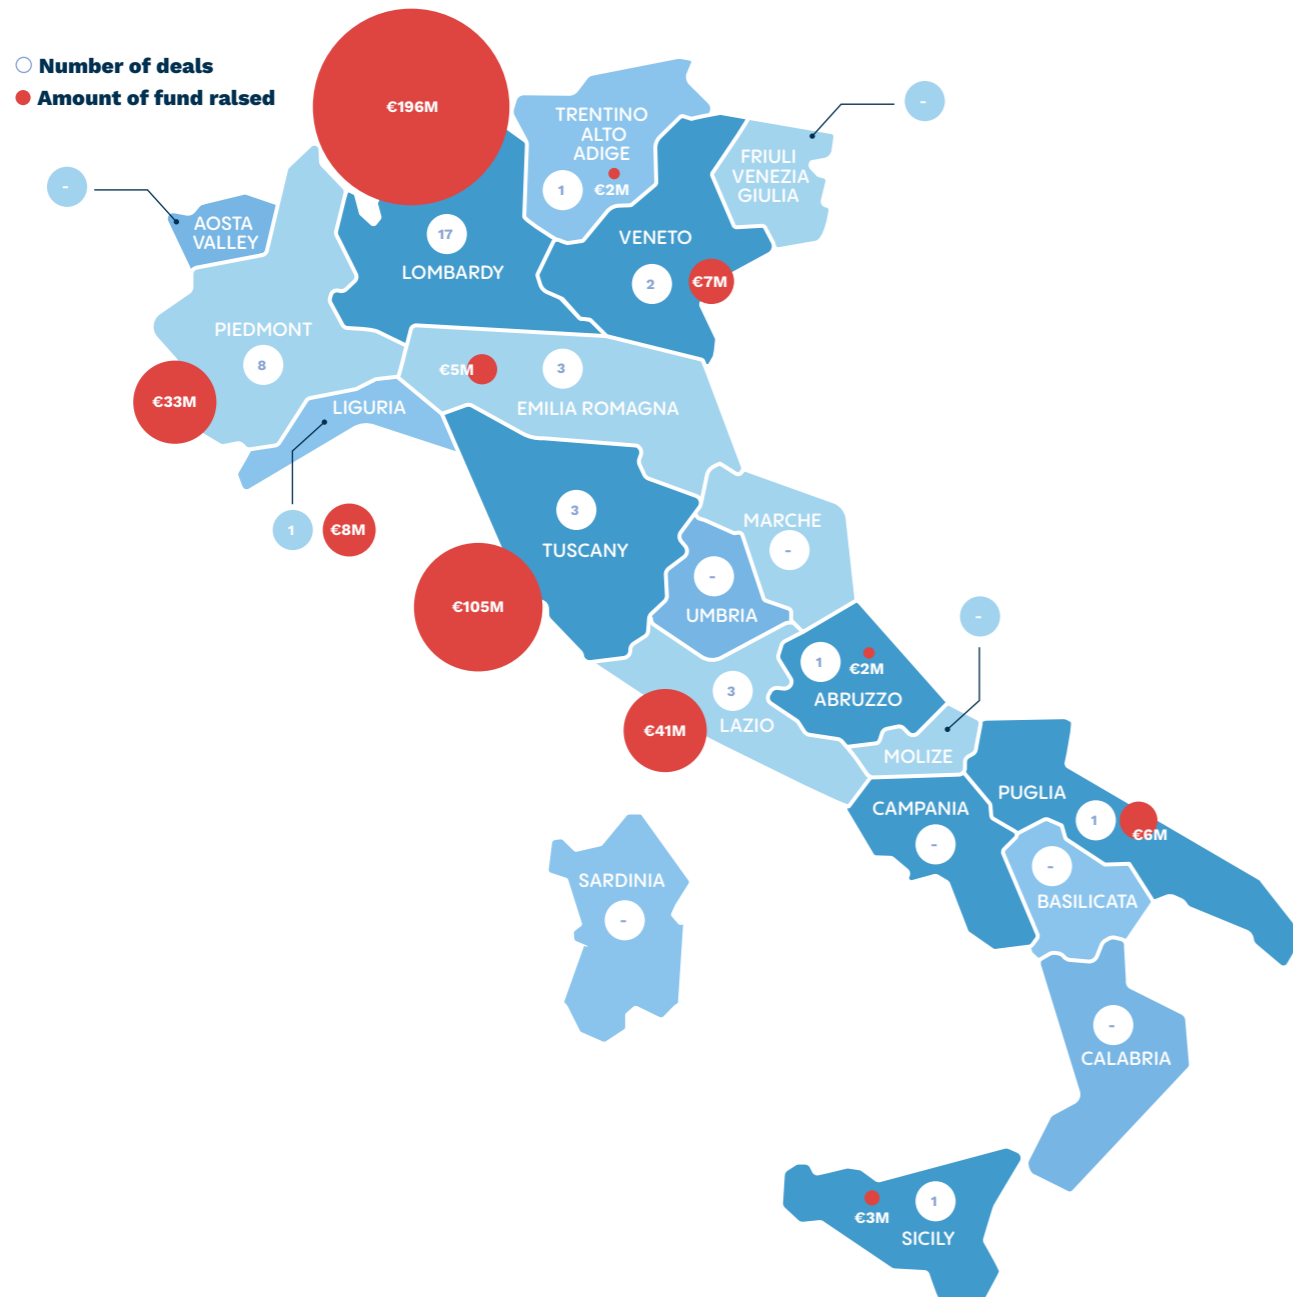 Number of deals
Amount of fund ralsed
€196M
TRENTINO
ALTO
ADIGE
1
€2M
-
FRIULI
VENEZIA
GIULIA
-
AOSTA
VALLEY
17
LOMBARDY
VENETO
2
€7M
PIEDMONT
8
€33M
€5M
3
EMILIA ROMAGNA
LIGURIA
1
€8M
3
TUSCANY
€105M
MARCHE
-
-
UMBRIA
-
1
€2M
ABRUZZO
3
LAZIO
€41M
MOLIZE
CAMPANIA
-
PUGLIA
1
€6M
-
BASILICATA
SARDINIA
-
-
CALABRIA
€3M
1
SICILY